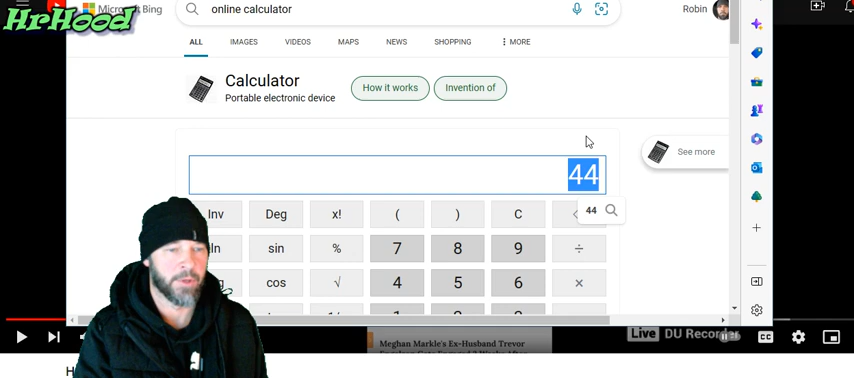 HrHood
Microsoft Bing
online calculator
Robin
ALL IMAGES VIDEOS MAPS NEWS SHOPPING MORE
Calculator
Portable electronic device
How it works
Invention of
See more
44
44
Inv Deg x! ( ) C
ln sin % 7 8 9 ÷
cos √ 4 5 6 ×
Live DU Recorder
Meghan Markle's Ex-Husband Trevor